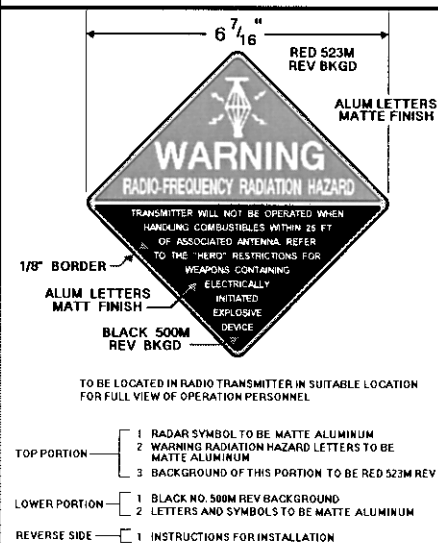 6 7/16"
RED 523M
REV BKGD
ALUM LETTERS
MATTE FINISH
WARNING
RADIO-FREQUENCY RADIATION HAZARD
TRANSMITTER WILL NOT BE OPERATED WHEN
HANDLING COMBUSTIBLES WITHIN 25 FT
OF ASSOCIATED ANTENNA. REFER
TO THE "HERO" RESTRICTIONS FOR
WEAPONS CONTAINING
ELECTRICALLY
INITIATED
EXPLOSIVE
DEVICE
1/8" BORDER
ALUM LETTERS
MATT FINISH
BLACK 500M
REV BKGD
TO BE LOCATED IN RADIO TRANSMITTER IN SUITABLE LOCATION
FOR FULL VIEW OF OPERATION PERSONNEL
TOP PORTION
1 RADAR SYMBOL TO BE MATTE ALUMINUM
2 WARNING RADIATION HAZARD LETTERS TO BE
MATTE ALUMINUM
3 BACKGROUND OF THIS PORTION TO BE RED 523M REV
LOWER PORTION
1 BLACK NO. 500M REV BACKGROUND
2 LETTERS AND SYMBOLS TO BE MATTE ALUMINUM
REVERSE SIDE
1 INSTRUCTIONS FOR INSTALLATION